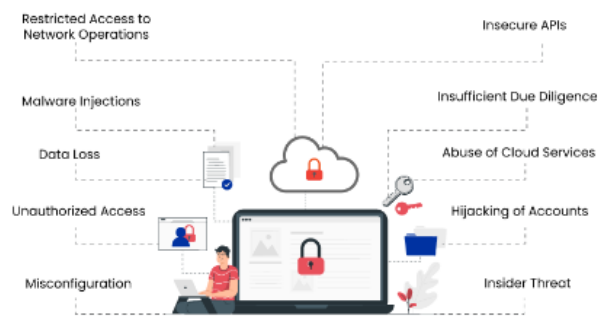 Restricted Access to
Network Operations
Malware Injections
Data Loss
Unauthorized Access
Misconfiguration
Insecure APIs
Insufficient Due Diligence
Abuse of Cloud Services
Hijacking of Accounts
Insider Threat